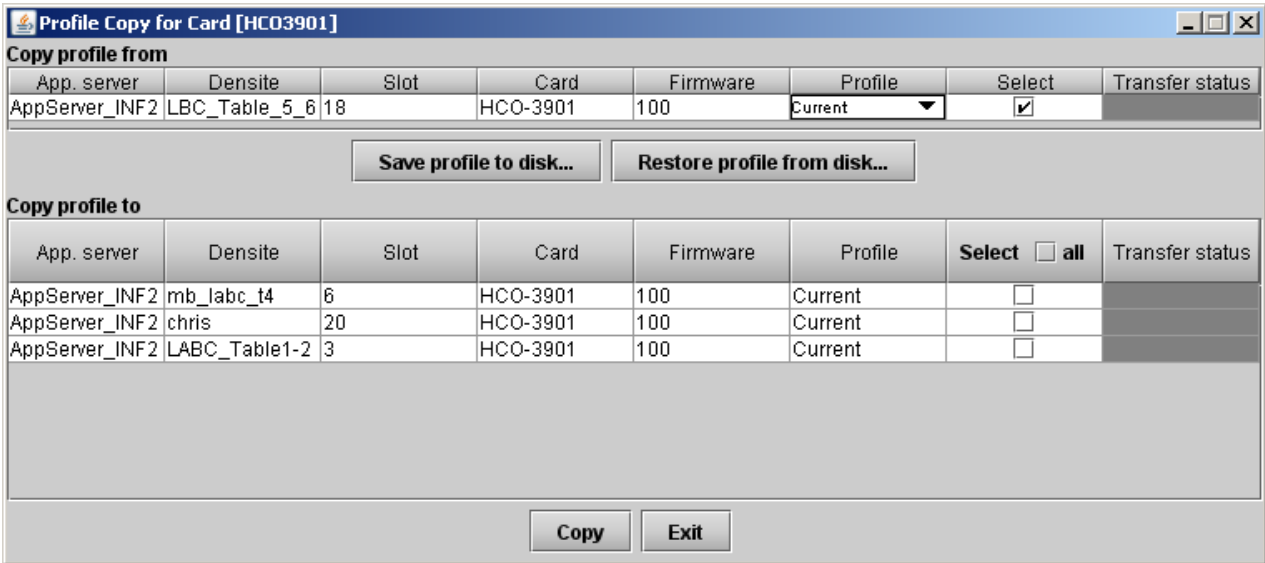 Profile Copy for Card [HCO3901]
Copy profile from
App. server Densite Slot Card Firmware Profile Select Transfer status
AppServer_INF2 LBC_Table_5_6 18 HCO-3901 100 Current
Save profile to disk... Restore profile from disk...
Copy profile to
App. server Densite Slot Card Firmware Profile Select all Transfer status
AppServer_INF2 mb_labc_t4 6 HCO-3901 100 Current
AppServer_INF2 chris 20 HCO-3901 100 Current
AppServer_INF2 LABC_Table1-2 3 HCO-3901 100 Current
Copy Exit